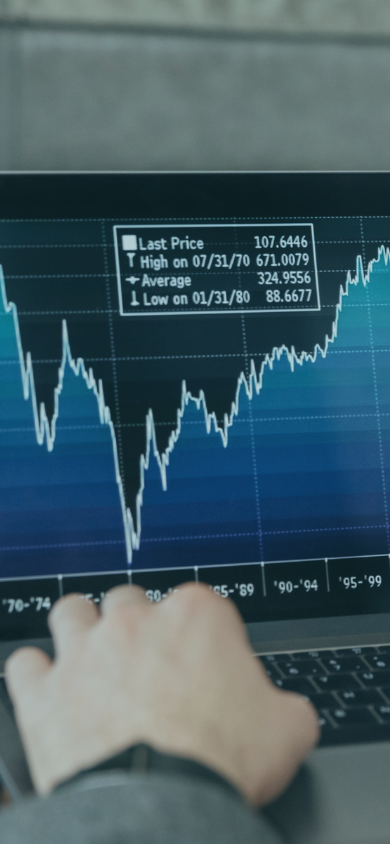 Last Price 107.6446
High on 07/31/70 671.0079
Average 324.9556
Low on 01/31/80 88.6677
'70-'74 '85-'89 '90-'94 '95-'99